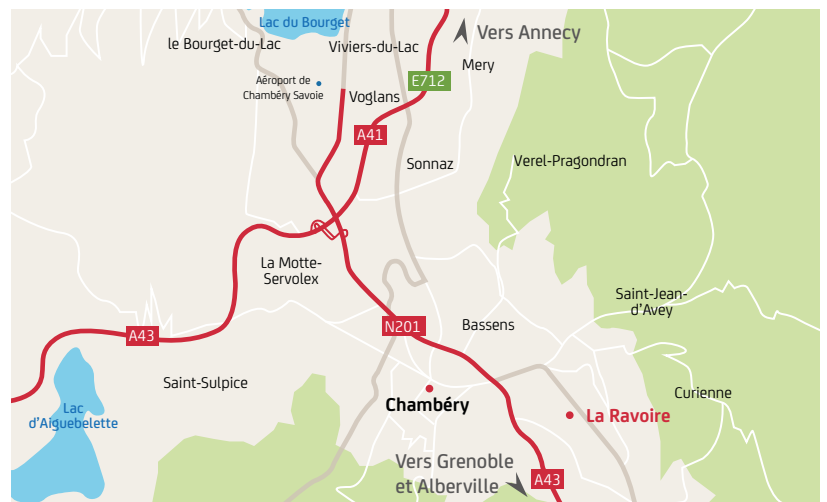 Lac du Bourget
le Bourget-du-Lac
Viviers-du-Lac
Vers Annecy
Mery
Aéroport de
Chambéry Savoie
E712
Voglans
A41
Sonnaz
Verel-Pragondran
La Motte-
Servolex
Saint-Jean-
d'Avey
N201
Bassens
A43
Saint-Sulpice
Curienne
Chambéry
La Ravoire
Lac
d'Aiguebelette
Vers Grenoble
et Alberville
A43